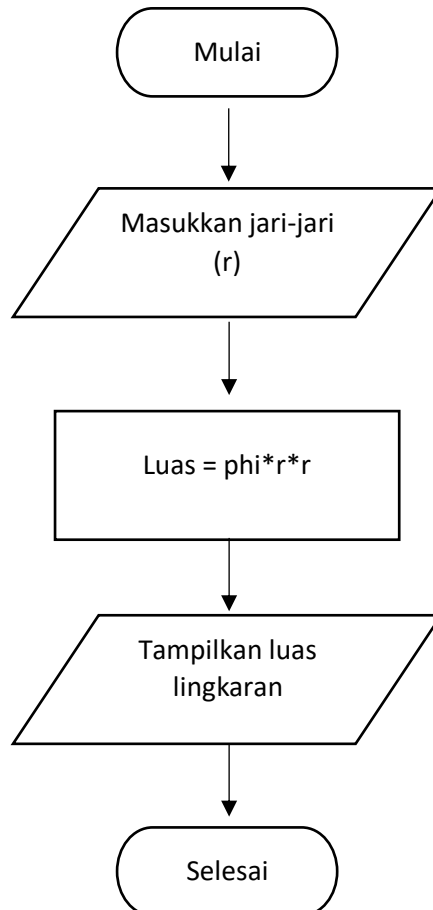 Mulai
Masukkan jari-jari
(r)
Luas = phi*r*r
Tampilkan luas
lingkaran
Selesai